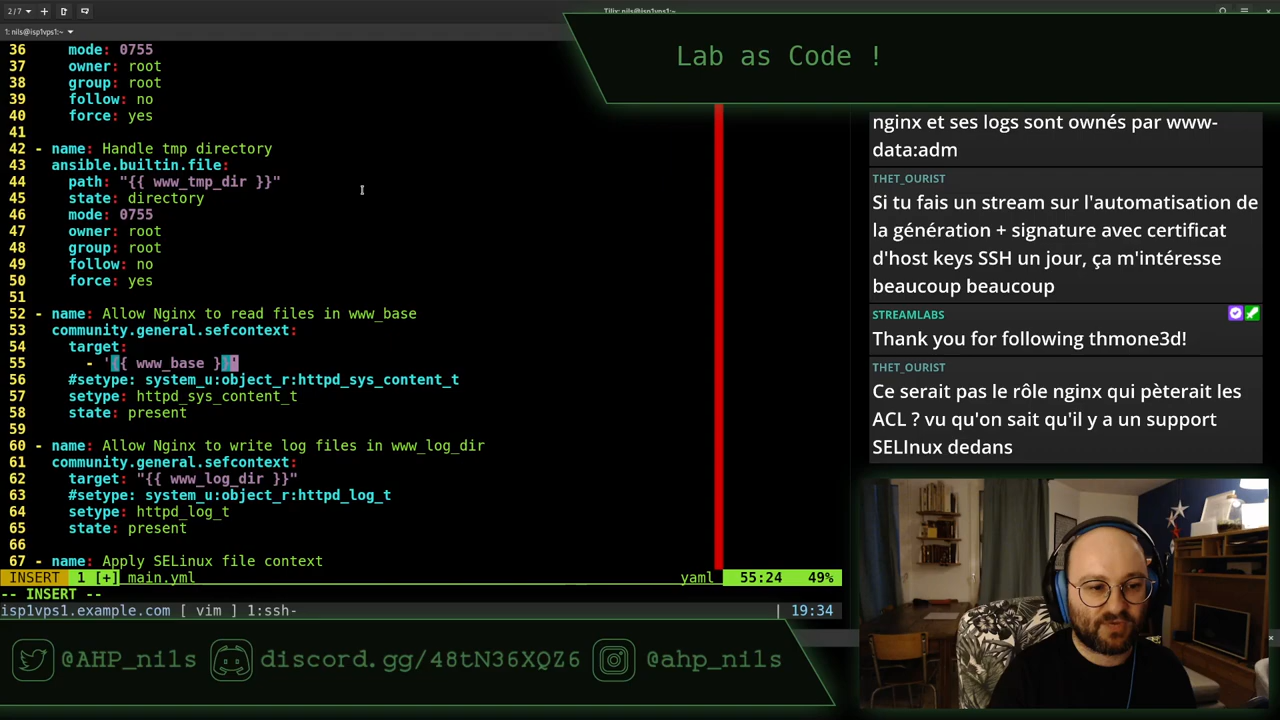 2/7
Tilix: nils@isp1vps1:~
1: nils@isp1vps1:~
Lab as Code !
36 mode: 0755
37 owner: root
38 group: root
39 follow: no
40 force: yes
41
42 - name: Handle tmp directory
43 ansible.builtin.file:
44 path: "{{ www_tmp_dir }}"
45 state: directory
46 mode: 0755
47 owner: root
48 group: root
49 follow: no
50 force: yes
51
52 - name: Allow Nginx to read files in www_base
53 community.general.sefcontext:
54 target:
55 - '{{ www_base }}'
56 #setype: system_u:object_r:httpd_sys_content_t
57 setype: httpd_sys_content_t
58 state: present
59
60 - name: Allow Nginx to write log files in www_log_dir
61 community.general.sefcontext:
62 target: "{{ www_log_dir }}"
63 #setype: system_u:object_r:httpd_log_t
64 setype: httpd_log_t
65 state: present
66
67 - name: Apply SELinux file context
INSERT 1 [+] main.yml yaml 55:24 49%
-- INSERT --
isp1vps1.example.com [ vim ] 1:ssh- | 19:34
nginx et ses logs sont ownés par www-
data:adm
THET_OURIST
Si tu fais un stream sur l'automatisation de
la génération + signature avec certificat
d'host keys SSH un jour, ça m'intéresse
beaucoup beaucoup
STREAMLABS
Thank you for following thmone3d!
THET_OURIST
Ce serait pas le rôle nginx qui pèterait les
ACL ? vu qu'on sait qu'il y a un support
SELInux dedans
@AHP_nils
discord.gg/48tN36XQZ6
@ahp_nils